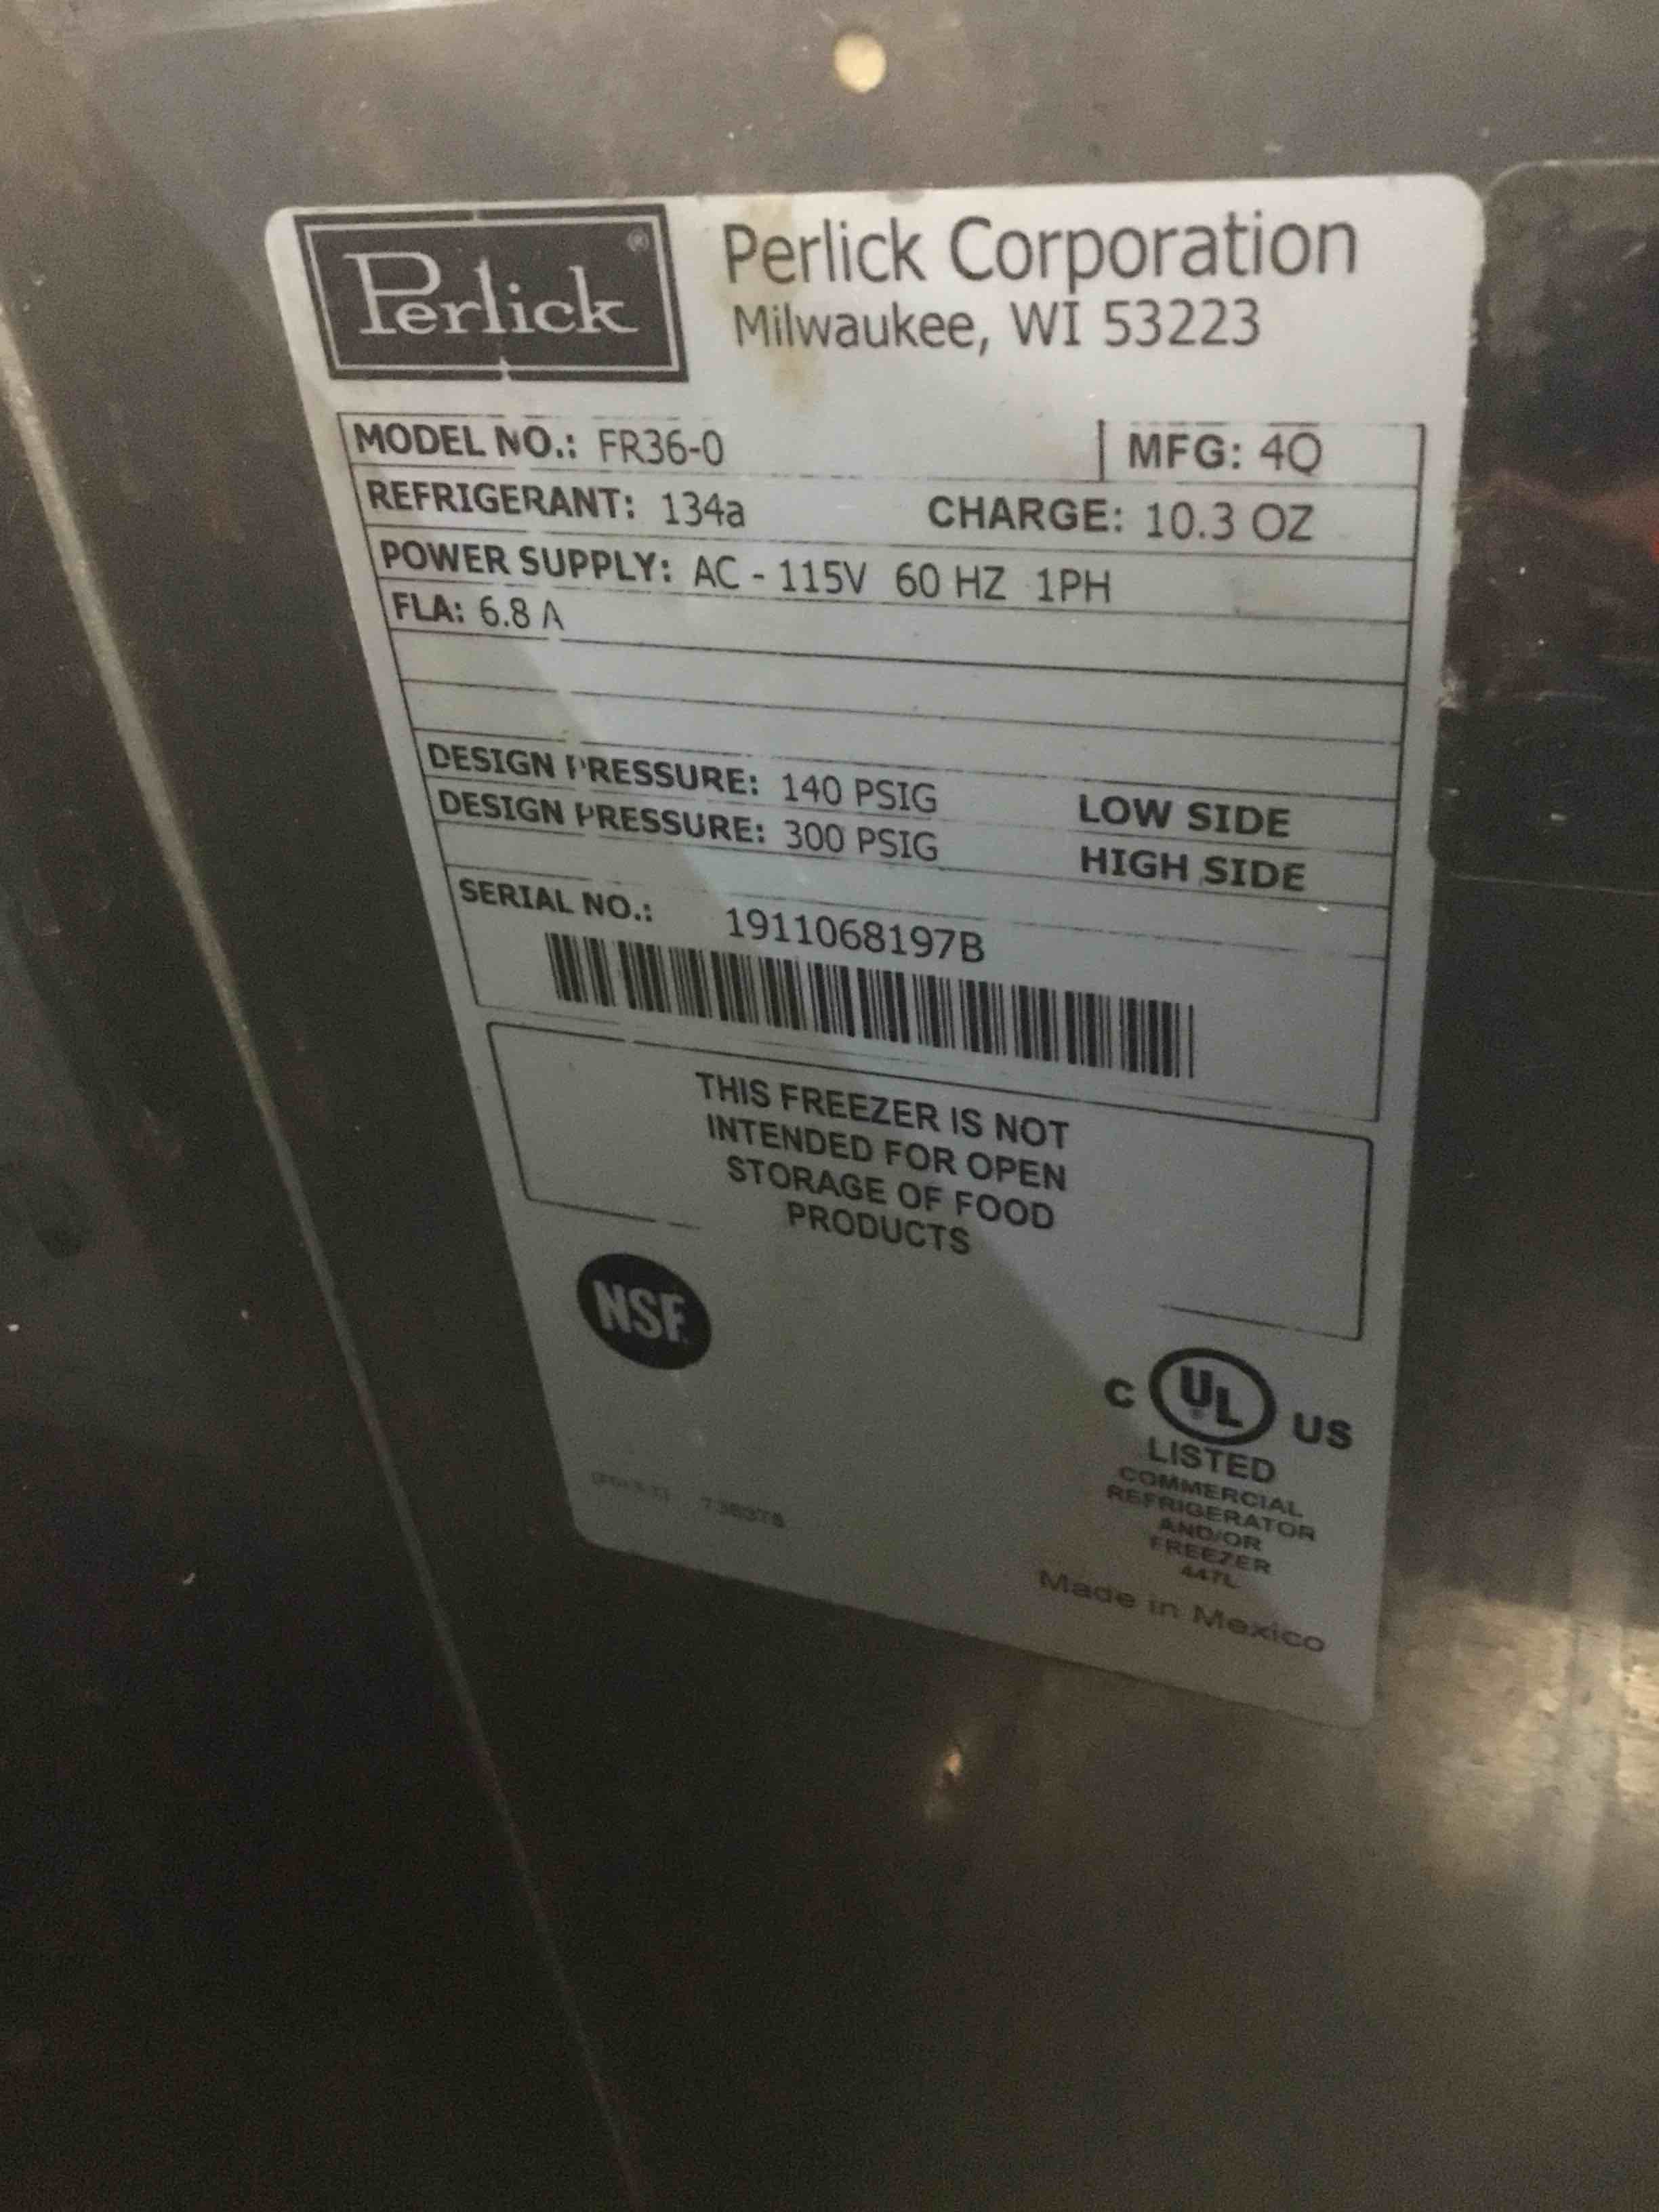 Perlick®
Perlick Corporation
Milwaukee, WI 53223
MODEL NO.: FR36-0 MFG: 4Q
REFRIGERANT: 134a CHARGE: 10.3 OZ
POWER SUPPLY: AC - 115V 60 HZ 1PH
FLA: 6.8 A
DESIGN PRESSURE: 140 PSIG LOW SIDE
DESIGN PRESSURE: 300 PSIG HIGH SIDE
SERIAL NO.: 1911068197B
THIS FREEZER IS NOT
INTENDED FOR OPEN
STORAGE OF FOOD
PRODUCTS
NSF
C UL US
LISTED
COMMERCIAL
REFRIGERATOR
AND/OR
FREEZER
447L
Made in Mexico